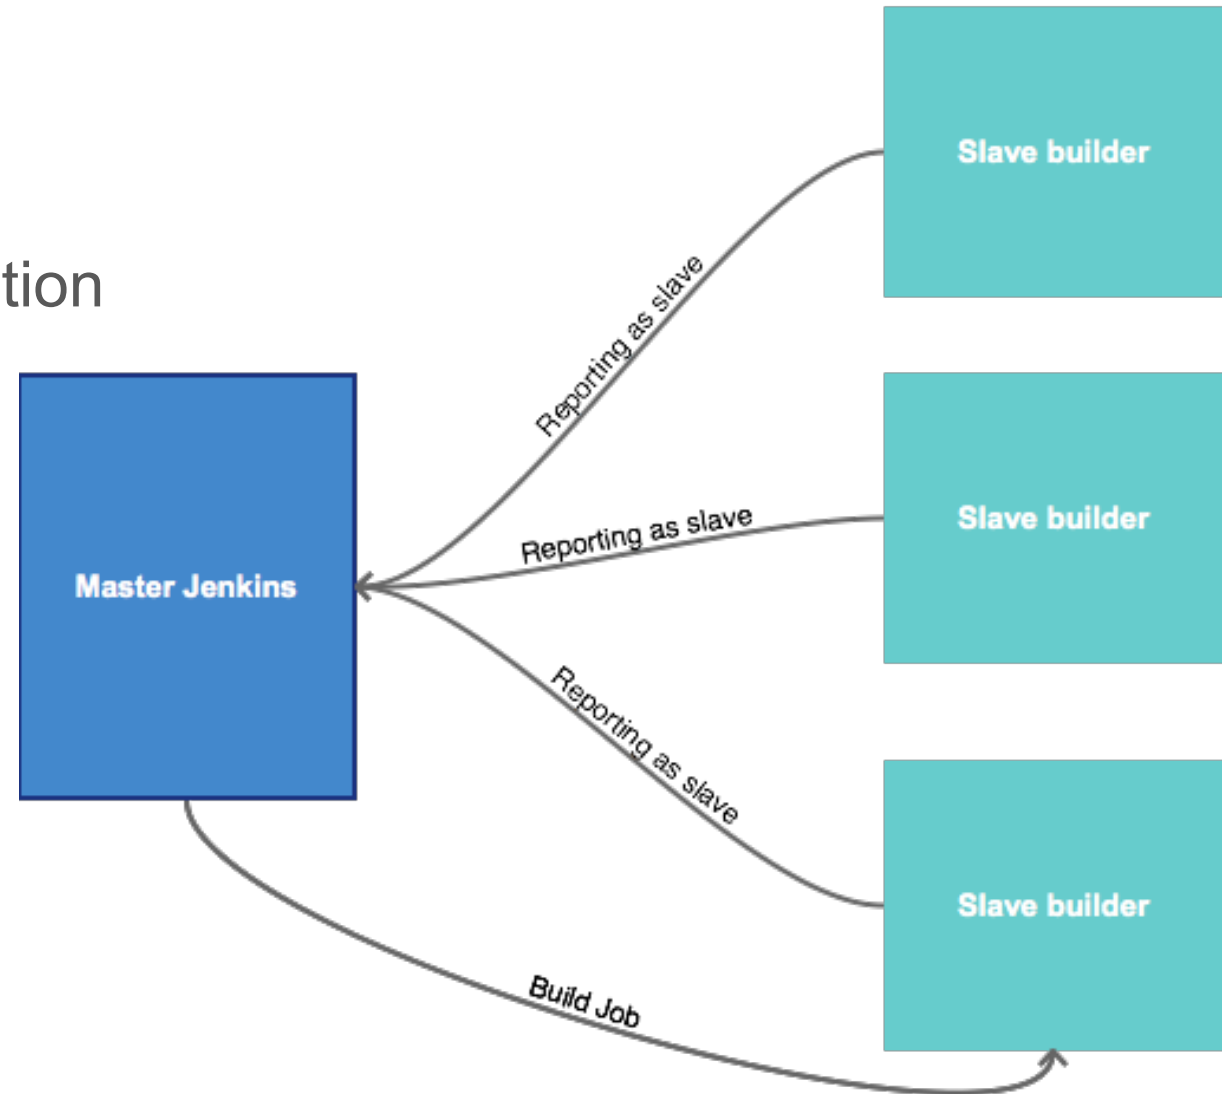 tion
Slave builder
Reporting as slave
Slave builder
Reporting as slave
Master Jenkins
Reporting as slave
Slave builder
Build Job